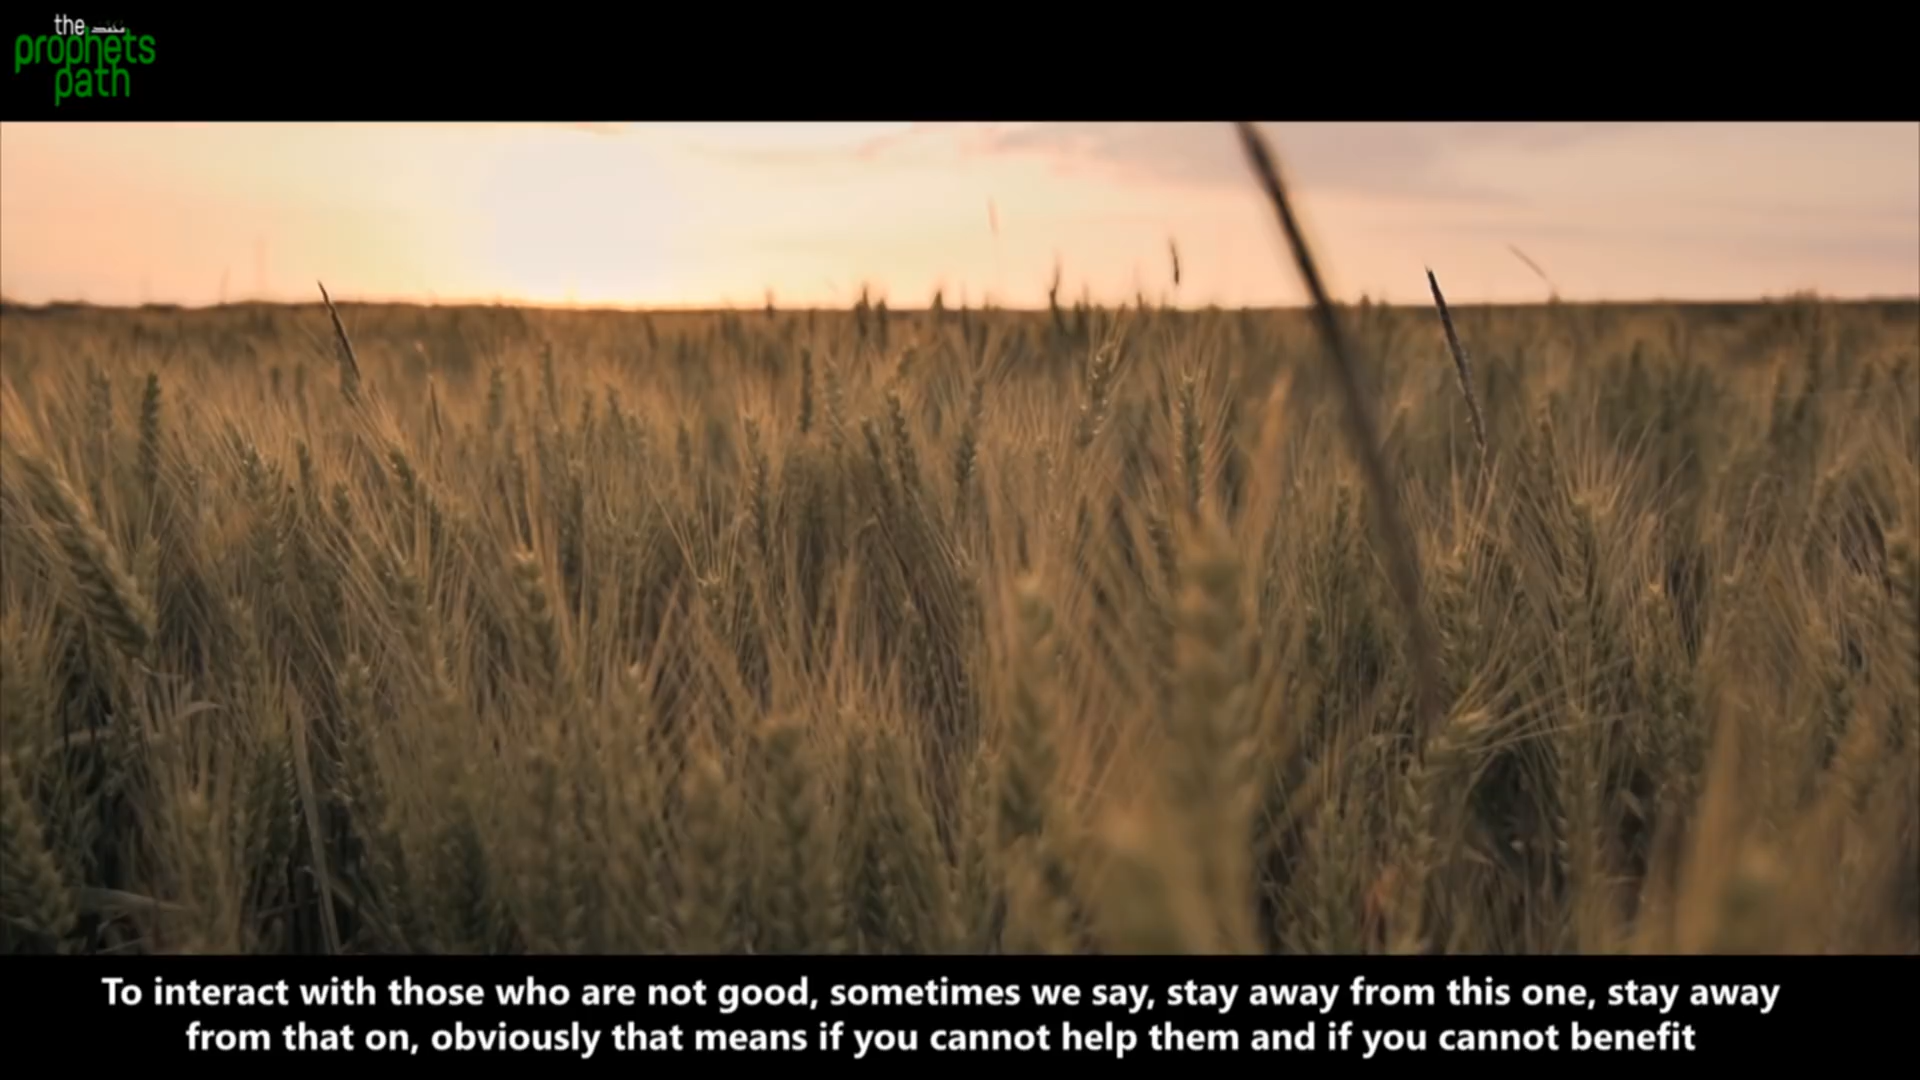 the محمد
prophets
path
To interact with those who are not good, sometimes we say, stay away from this one, stay away
from that on, obviously that means if you cannot help them and if you cannot benefit